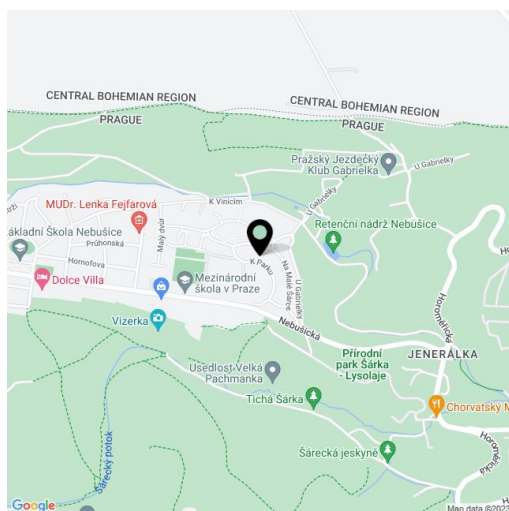 CENTRAL BOHEMIAN REGION
PRAGUE
CENTRAL BOHEMIAN REGION
PRAGUE
Pražský Jezdecký
Klub Gabrielka
U Gabrielky
MUDr. Lenka Fejfarová
K Vinicím
U Gabrielky
Malý dvůr
Základní Škola Nebušice
Průhonská
Hornofova
Retenční nádrž Nebušice
K Parku
Dolce Villa
Mezinárodní
škola v Praze
Na Malé Šárce
U Gabrielky
Horoměřická
Vizerka
Nebušická
Usedlost Velká
Pachmanka
Přírodní
park Šárka
- Lysolaje
JENERÁLKA
Tichá Šárka
Chorvatský M
Šárecká jeskyně
Horoměřická
Šárecký potok
Google
Map data ©2023